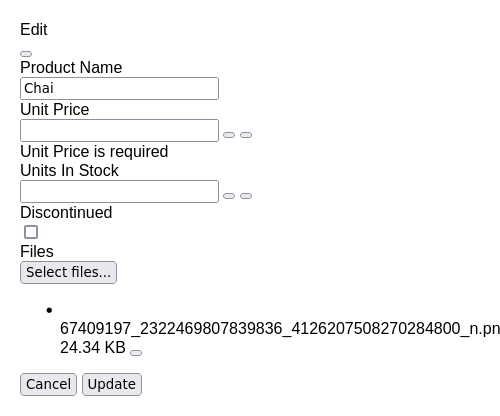 Edit
Product Name
Chai
Unit Price
Unit Price is required
Units In Stock
Discontinued
Files
Select files...
67409197_2322469807839836_4126207508270284800_n.pn
24.34 KB
Cancel Update